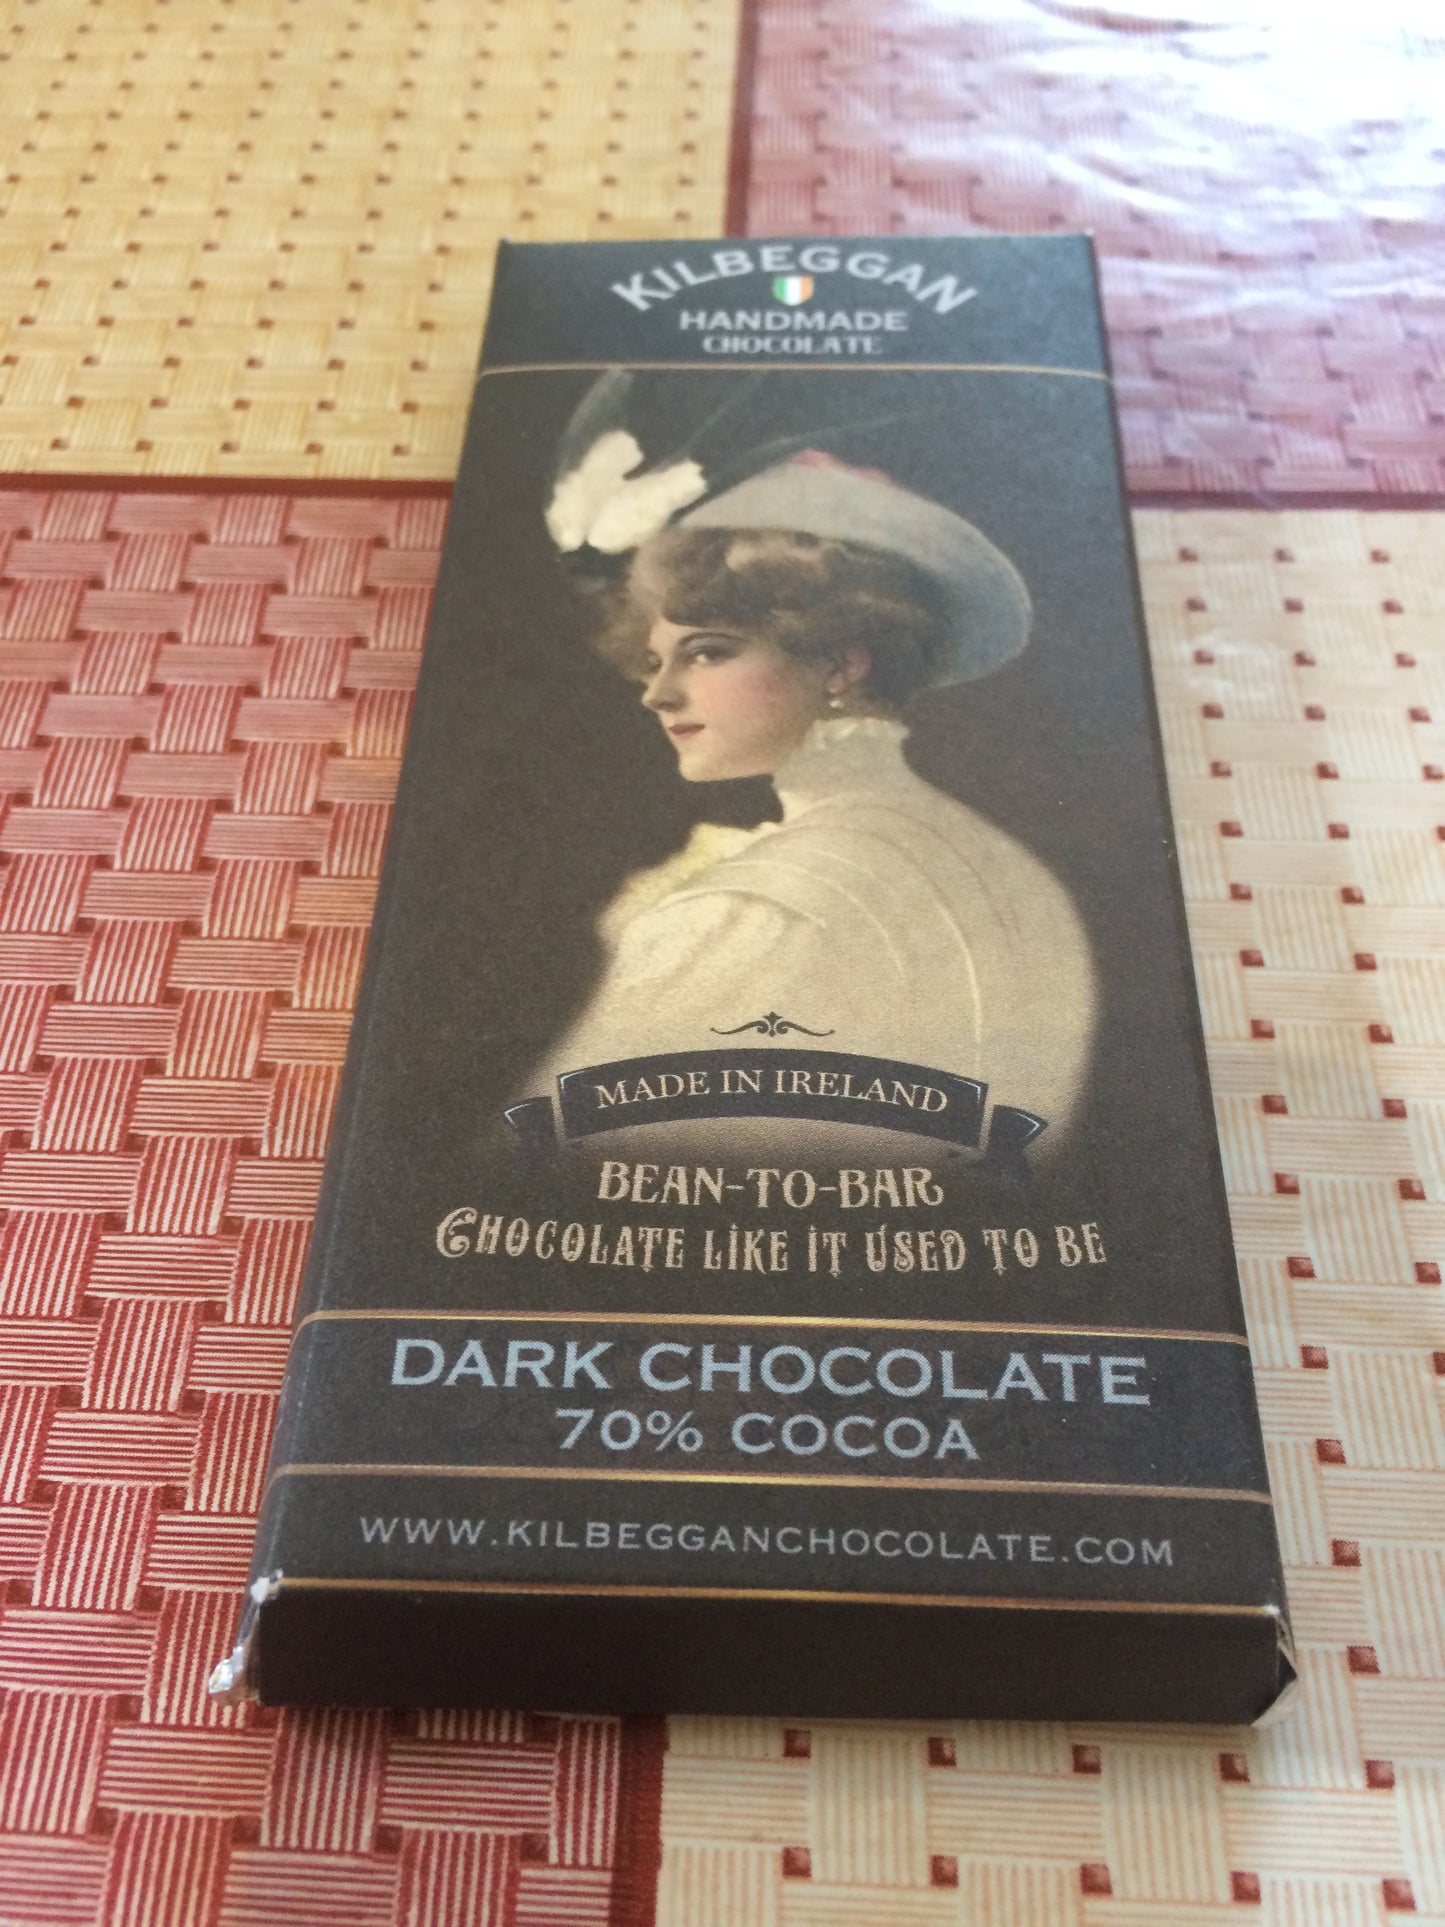 KILBEGGAN
HANDMADE
CHOCOLATE
MADE IN IRELAND
BEAN-TO-BAR
CHOCOLATE LIKE IT USED TO BE
DARK CHOCOLATE
70% COCOA
WWW.KILBEGGANCHOCOLATE.COM